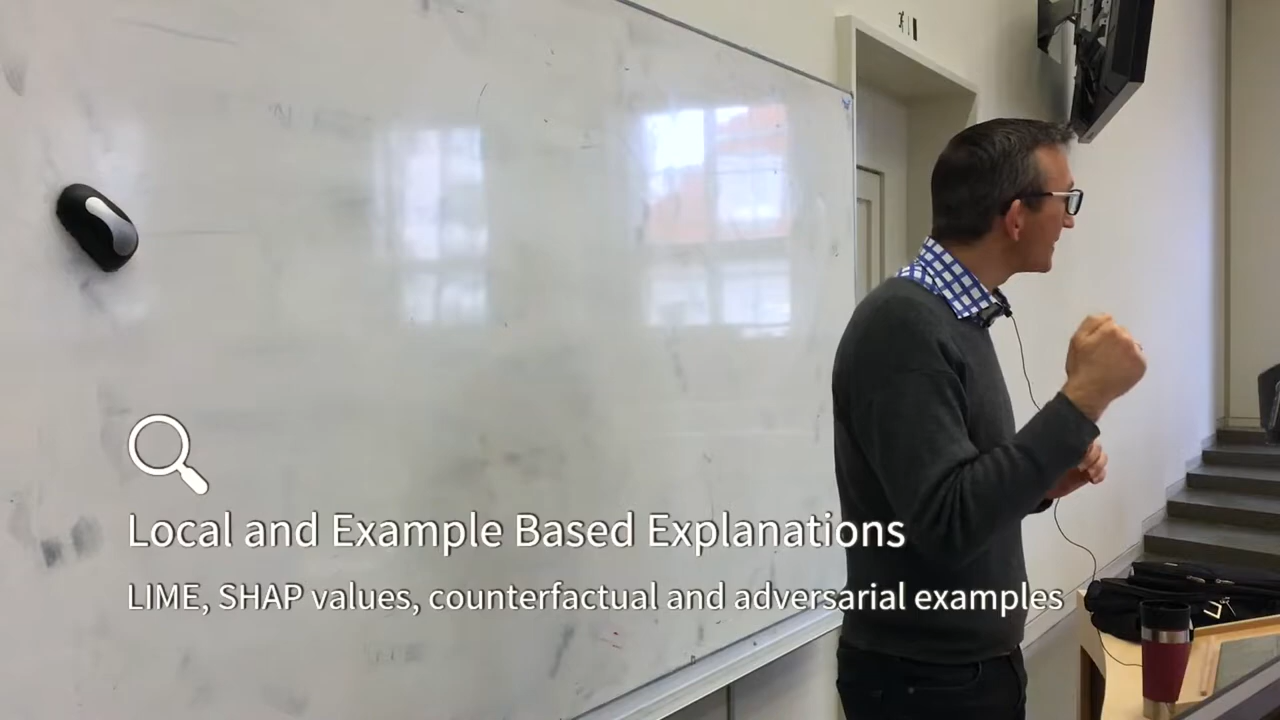 Local and Example Based Explanations
LIME, SHAP values, counterfactual and adversarial examples